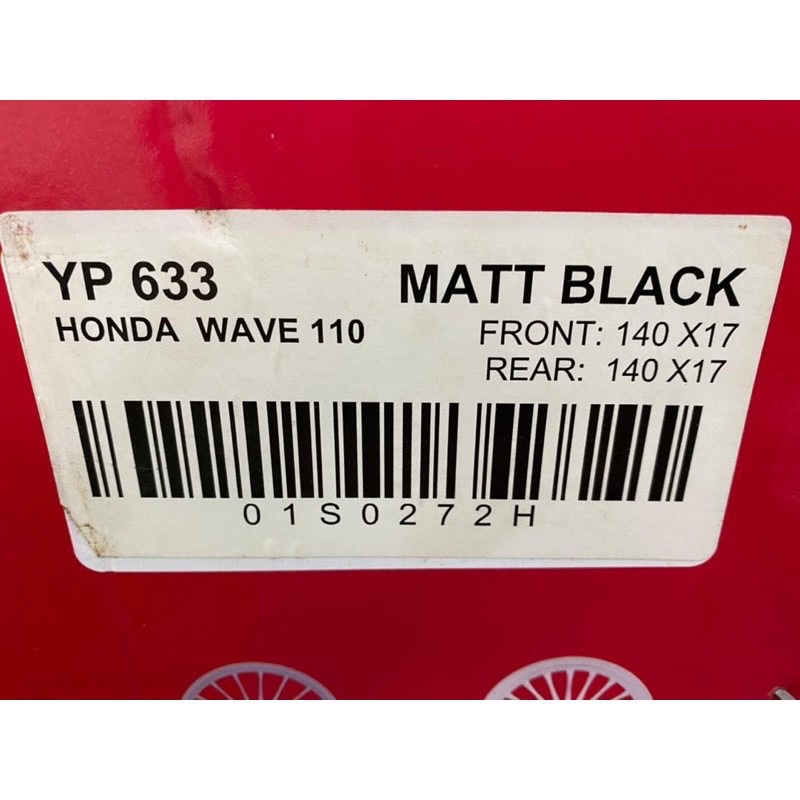 YP 633
MATT BLACK
HONDA WAVE 110
FRONT: 140 X17
REAR: 140 X17
01S0272H